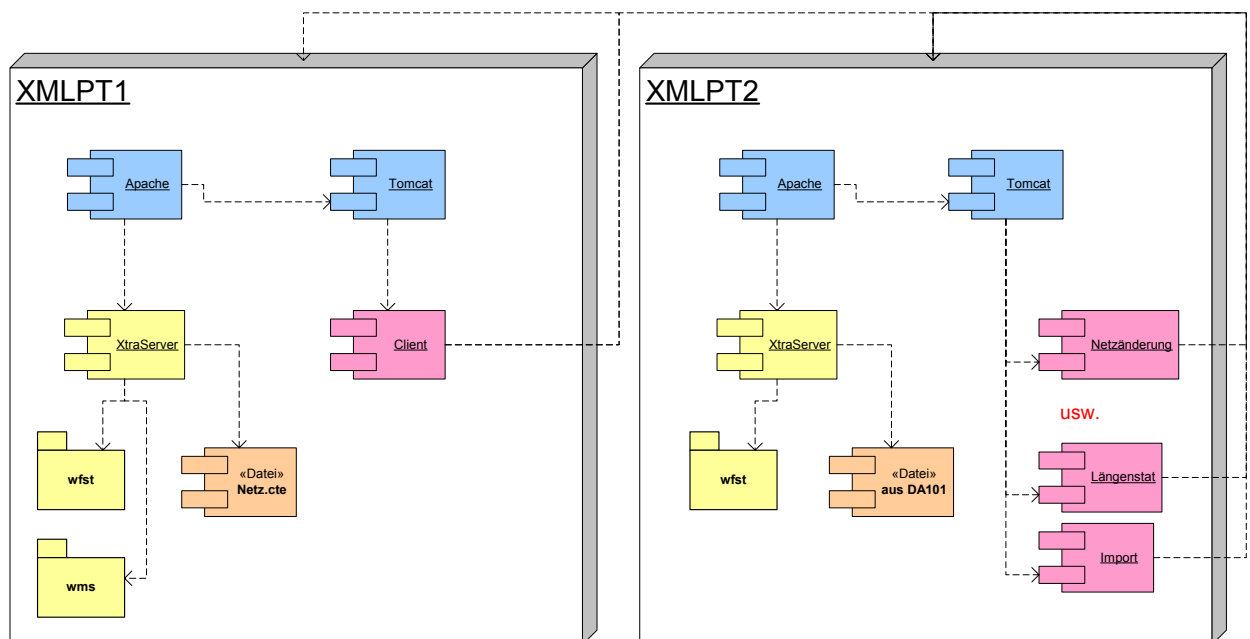 XMLPT1
Apache
Tomcat
XtraServer
Client
wfst
«Datei»
Netz.cte
wms
XMLPT2
Apache
Tomcat
XtraServer
Netzänderung
usw.
wfst
«Datei»
aus DA101
Längenstat
Import